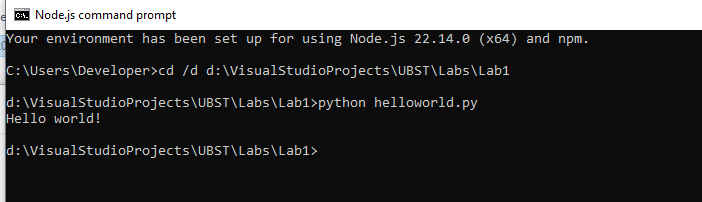 Node.js command prompt
Your environment has been set up for using Node.js 22.14.0 (x64) and npm.
C:\Users\Developer>cd /d d:\VisualStudioProjects\UBST\Labs\Lab1
d:\VisualStudioProjects\UBST\Labs\Lab1>python helloworld.py
Hello world!
d:\VisualStudioProjects\UBST\Labs\Lab1>